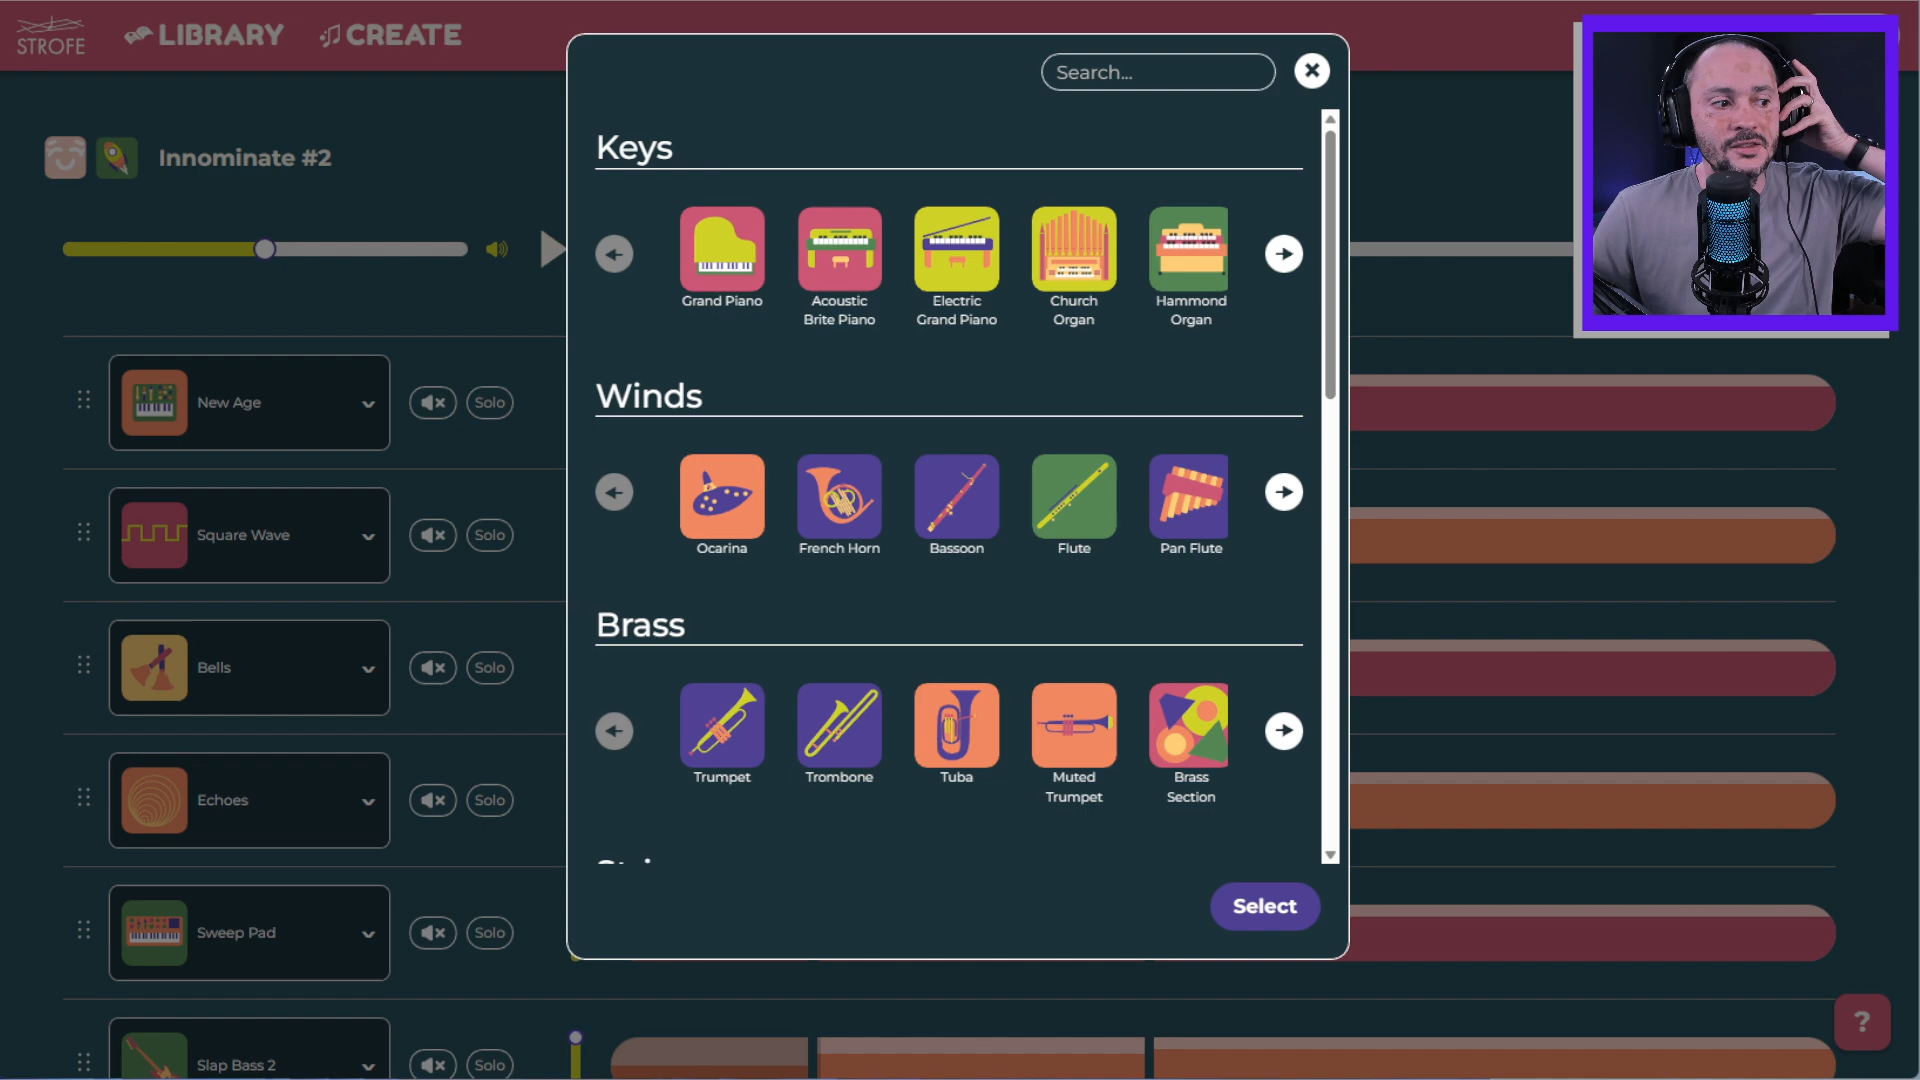 STROFE
LIBRARY
CREATE
Innominate #2
New Age
Solo
Square Wave
Solo
Bells
Solo
Echoes
Solo
Sweep Pad
Solo
Slap Bass 2
Solo
Search...
Keys
Grand Piano
Acoustic
Brite Piano
Electric
Grand Piano
Church
Organ
Hammond
Organ
Winds
Ocarina
French Horn
Bassoon
Flute
Pan Flute
Brass
Trumpet
Trombone
Tuba
Muted
Trumpet
Brass
Section
Select
?